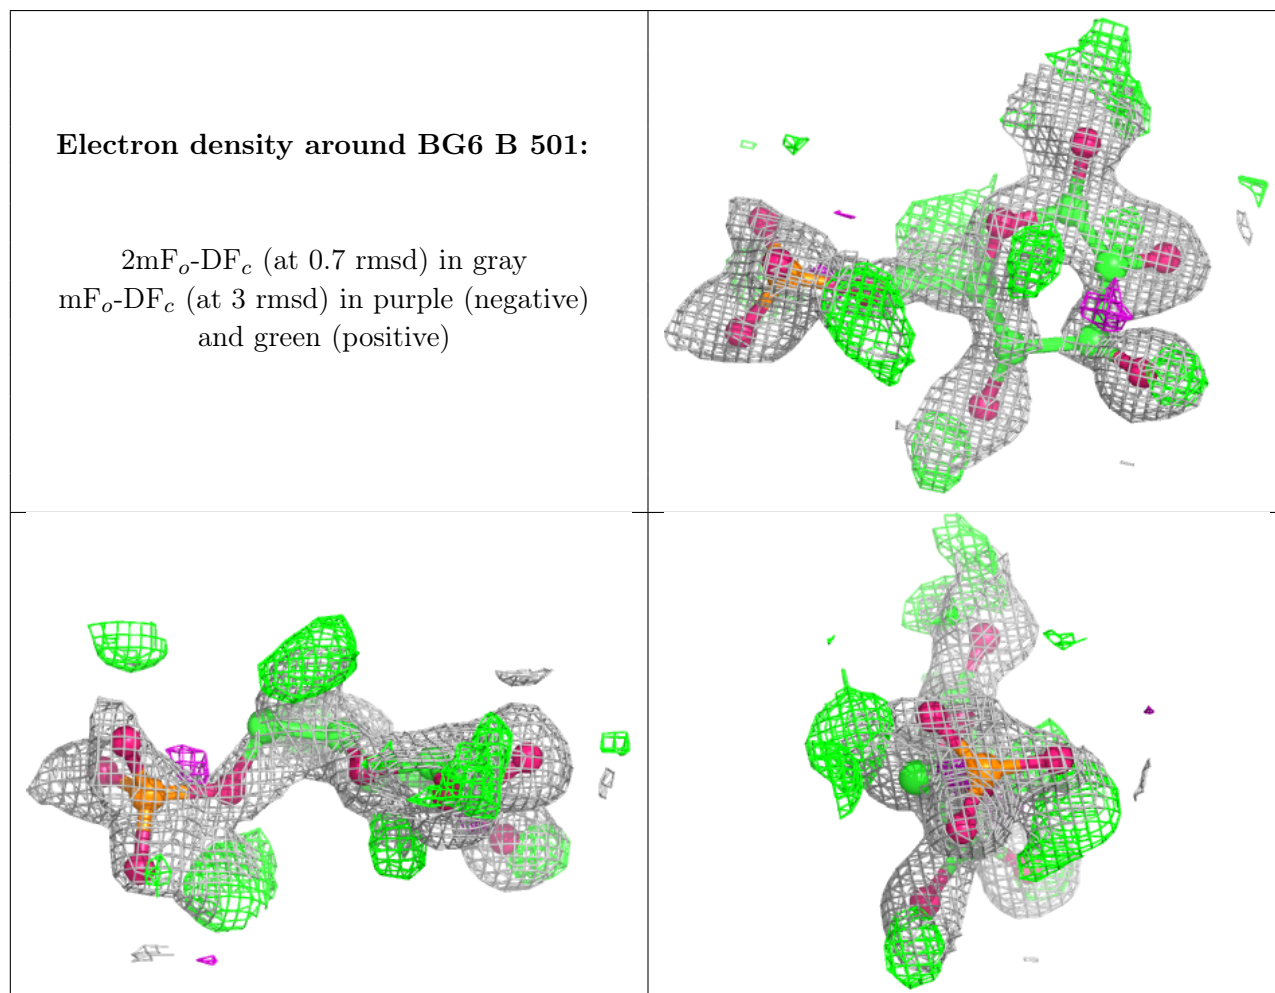 Electron density around BG6 B 501:
2mFo-DFc (at 0.7 rmsd) in gray
mFo-DFc (at 3 rmsd) in purple (negative)
and green (positive)